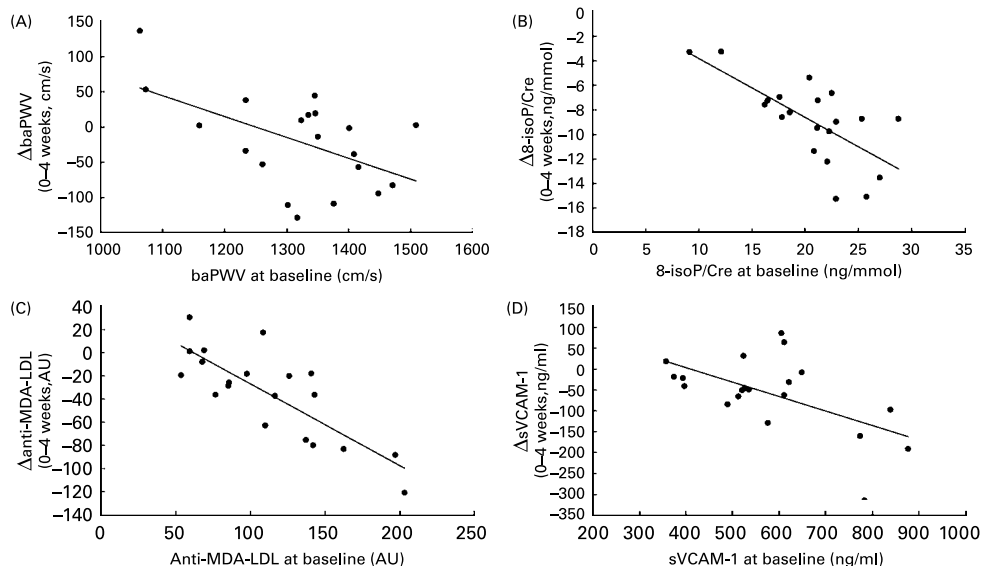 (A)
150
100
50
0
−50
−100
−150
ΔbaPWV
(0–4 weeks, cm/s)
1000 1100 1200 1300 1400 1500 1600
baPWV at baseline (cm/s)
(B)
−2
−4
−6
−8
−10
−12
−14
−16
−18
Δ8-isoP/Cre
(0–4 weeks,ng/mmol)
0 5 10 15 20 25 30 35
8-isoP/Cre at baseline (ng/mmol)
(C)
40
20
0
−20
−40
−60
−80
−100
−120
−140
Δanti-MDA-LDL
(0–4 weeks,AU)
0 50 100 150 200 250
Anti-MDA-LDL at baseline (AU)
(D)
150
100
50
0
−50
−100
−150
−200
−250
−300
−350
ΔsVCAM-1
(0–4 weeks,ng/ml)
200 300 400 500 600 700 800 900 1000
sVCAM-1 at baseline (ng/ml)